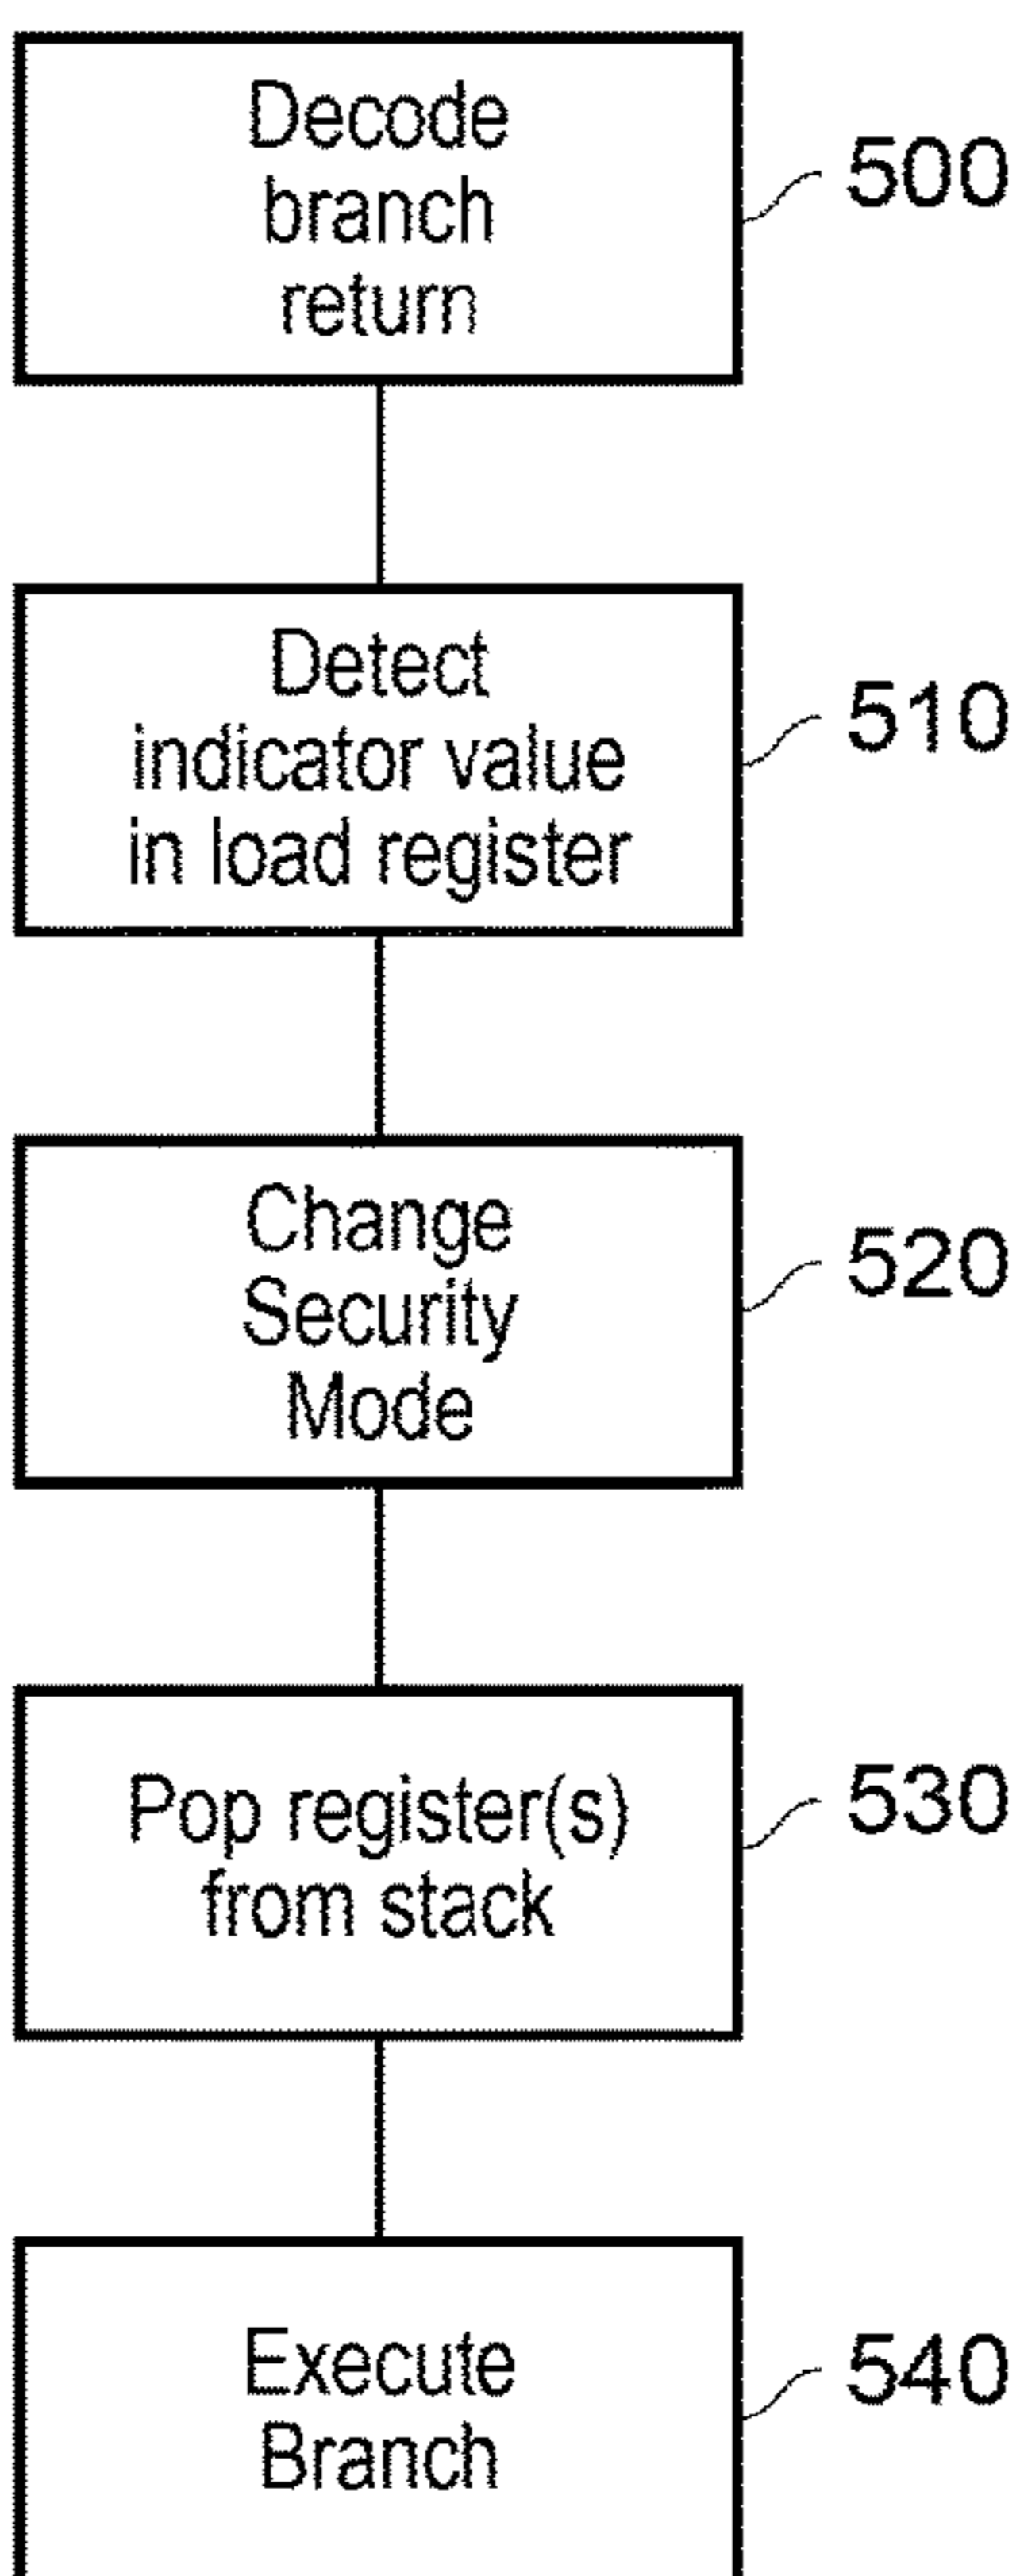 Decode
branch
return
500
Detect
indicator value
in load register
510
Change
Security
Mode
520
Pop register(s)
from stack
530
Execute
Branch
540